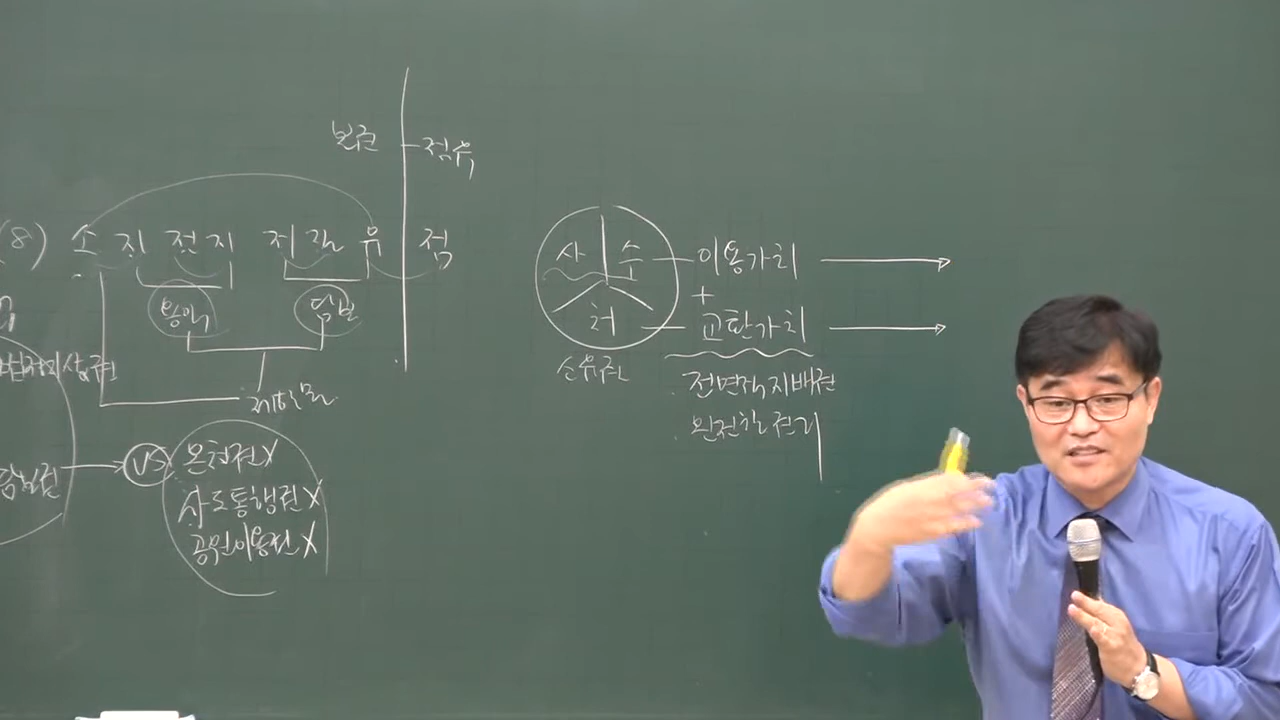 본권
점유
(8) 소 지 전 지 저 질 유 점
용익
담보
제한물권
VS
온천권X
사도통행권X
공원이용권X
사 수 처
소유권
이용가치
+
교환가치
전면적지배권
완전한 권리